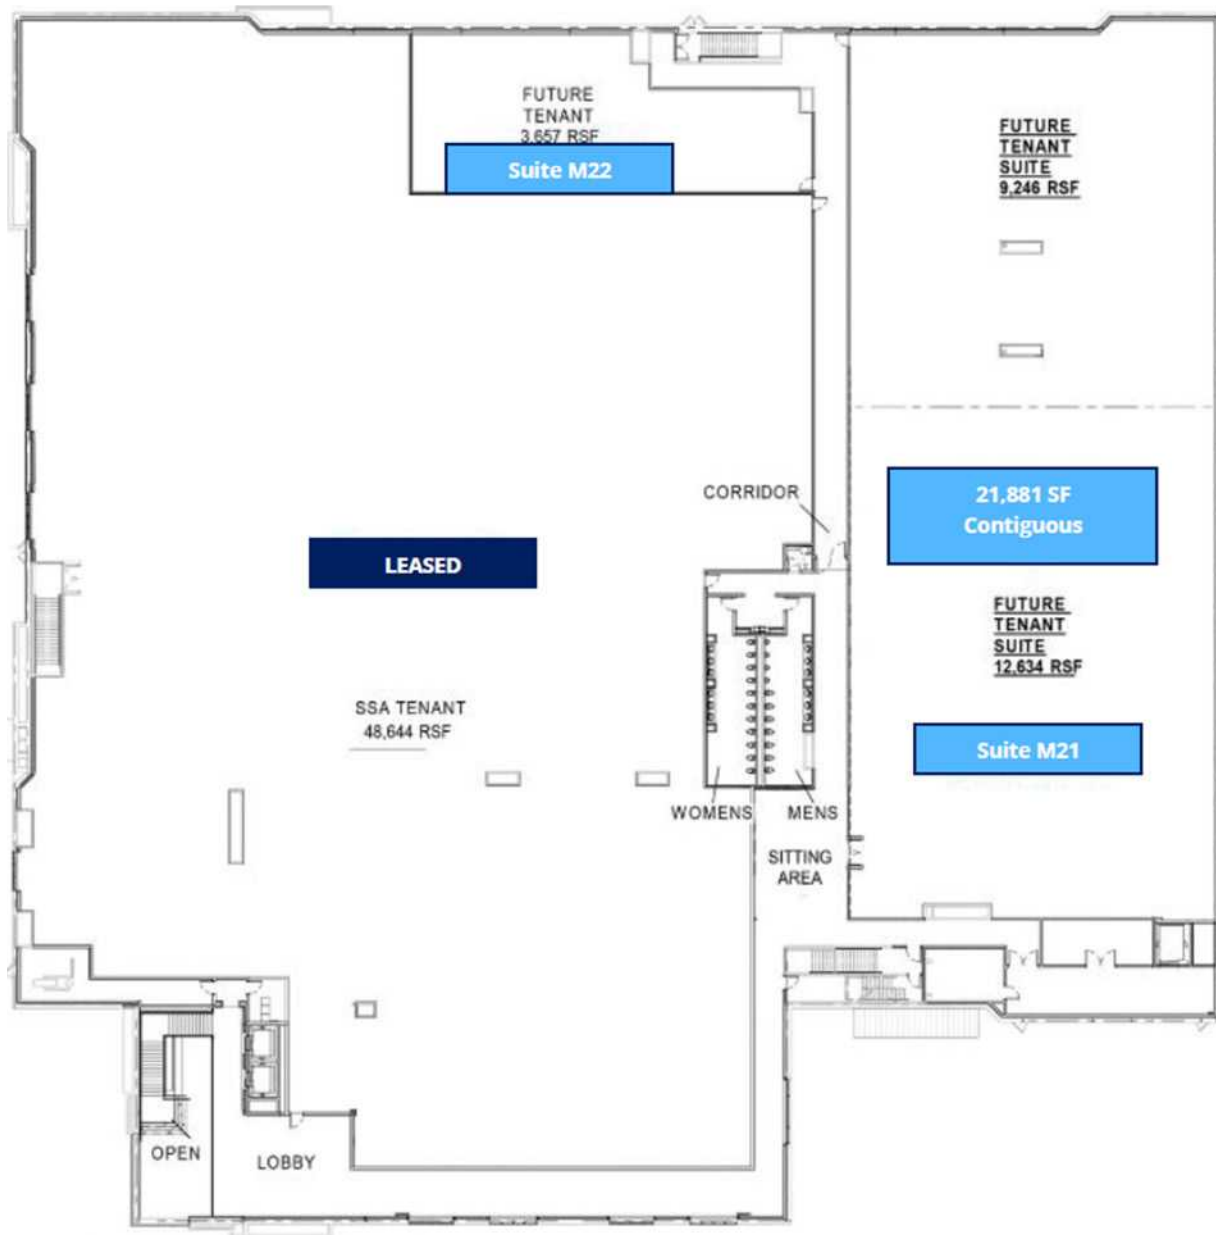 FUTURE
TENANT
3,657 RSF
Suite M22
FUTURE
TENANT
SUITE
9,246 RSF
CORRIDOR
21,881 SF
Contiguous
LEASED
FUTURE
TENANT
SUITE
12,634 RSF
SSA TENANT
48,644 RSF
Suite M21
WOMENS
MENS
SITTING
AREA
OPEN
LOBBY